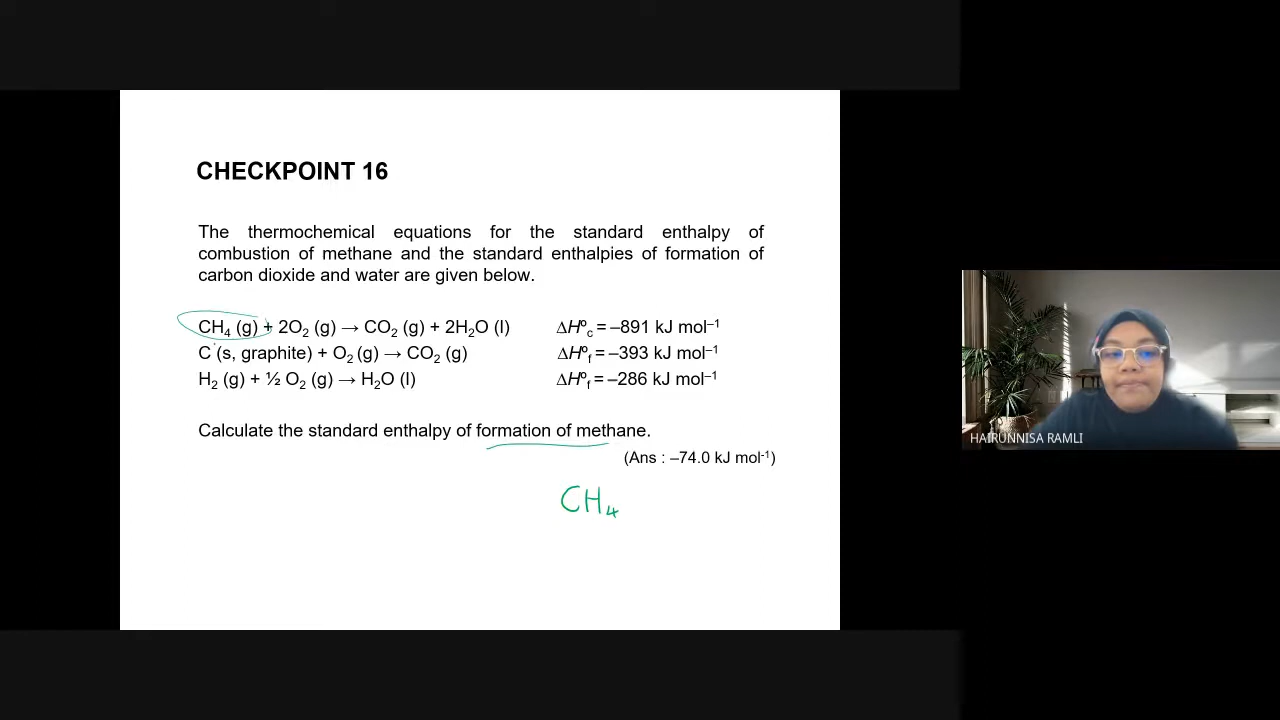 CHECKPOINT 16
The thermochemical equations for the standard enthalpy of
combustion of methane and the standard enthalpies of formation of
carbon dioxide and water are given below.
CH₄ (g) + 2O₂ (g) → CO₂ (g) + 2H₂O (l) ΔHº꜀ = –891 kJ mol⁻¹
C (s, graphite) + O₂ (g) → CO₂ (g) ΔHºf = –393 kJ mol⁻¹
H₂ (g) + ½ O₂ (g) → H₂O (l) ΔHºf = –286 kJ mol⁻¹
Calculate the standard enthalpy of formation of methane.
(Ans : –74.0 kJ mol⁻¹)
CH₄
HAIRUNNISA RAMLI